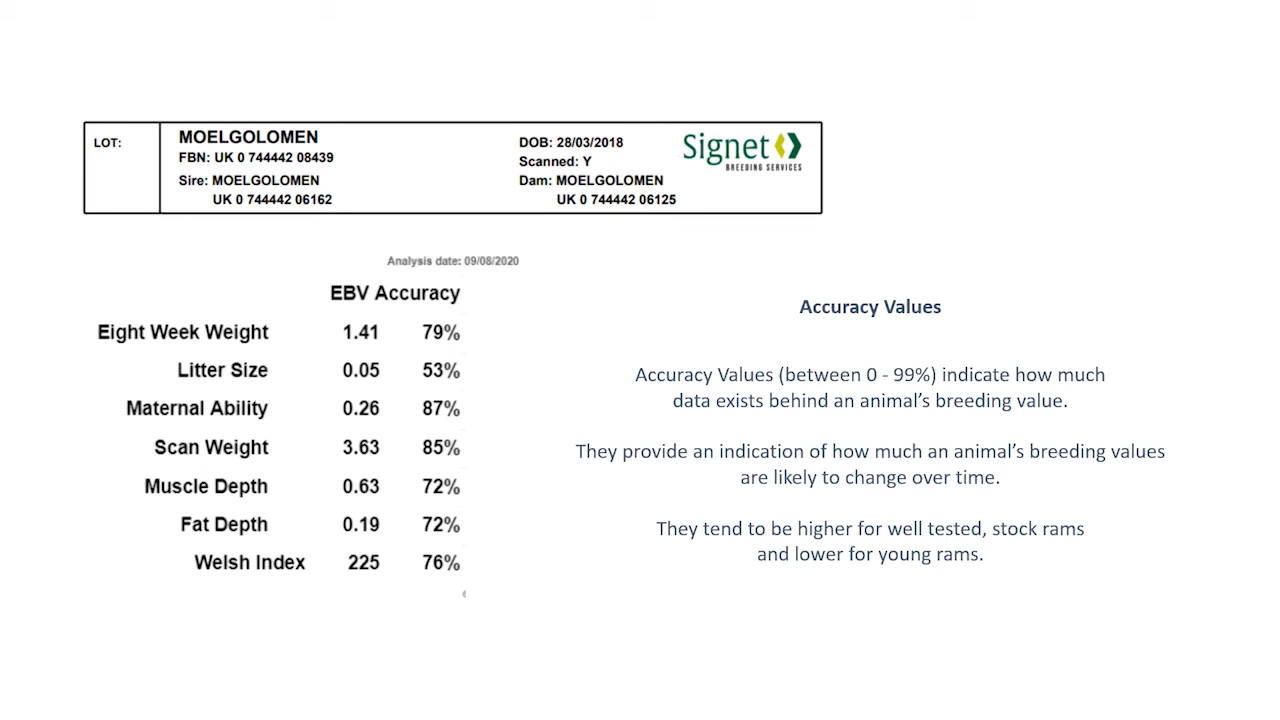 LOT:
MOELGOLOMEN
FBN: UK 0 744442 08439
Sire: MOELGOLOMEN
UK 0 744442 06162
DOB: 28/03/2018
Scanned: Y
Dam: MOELGOLOMEN
UK 0 744442 06125
Signet
BREEDING SERVICES
Analysis date: 09/08/2020
EBV Accuracy
Eight Week Weight 1.41 79%
Litter Size 0.05 53%
Maternal Ability 0.26 87%
Scan Weight 3.63 85%
Muscle Depth 0.63 72%
Fat Depth 0.19 72%
Welsh Index 225 76%
Accuracy Values
Accuracy Values (between 0 - 99%) indicate how much
data exists behind an animal’s breeding value.
They provide an indication of how much an animal’s breeding values
are likely to change over time.
They tend to be higher for well tested, stock rams
and lower for young rams.